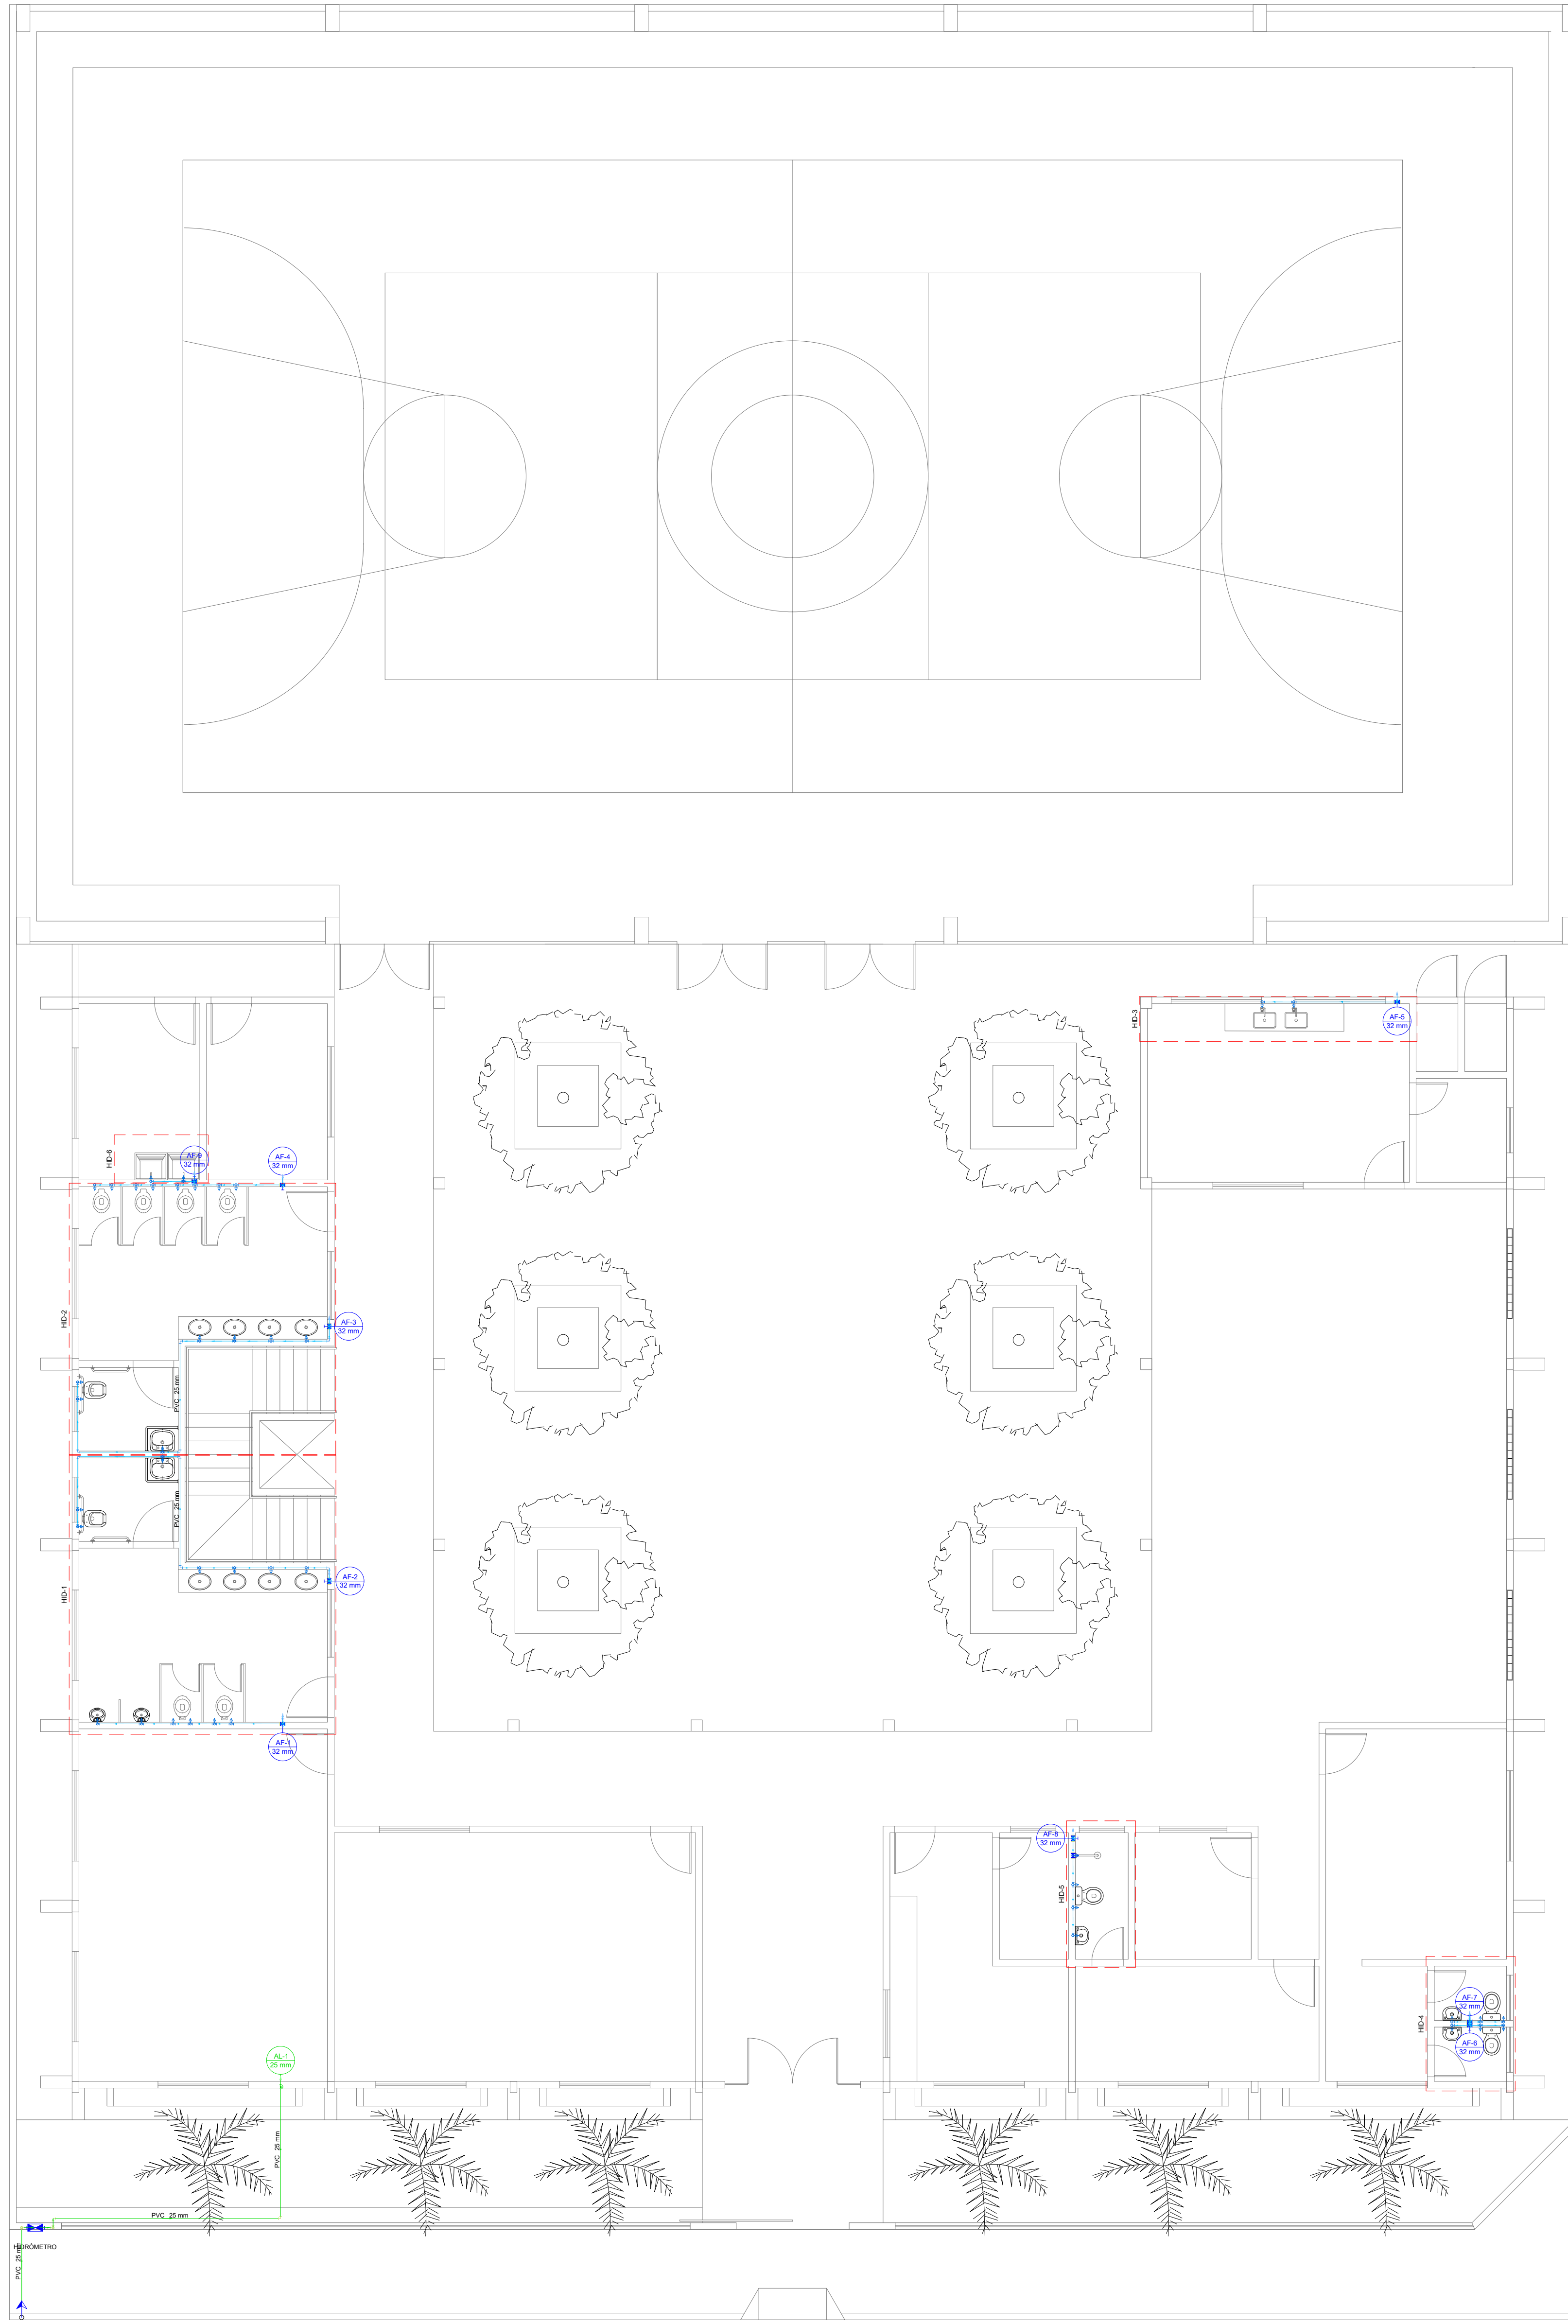 HID-3
AF-5
32 mm
HID-6
AF-9
32 mm
AF-4
32 mm
HID-2
AF-3
32 mm
PVC 25 mm
PVC 25 mm
HID-1
AF-2
32 mm
AF-1
32 mm
AF-8
32 mm
HID-5
AF-7
32 mm
HID-4
AF-6
32 mm
AL-1
25 mm
PVC 25 mm
PVC 25 mm
HIDRÔMETRO
PVC 25 mm